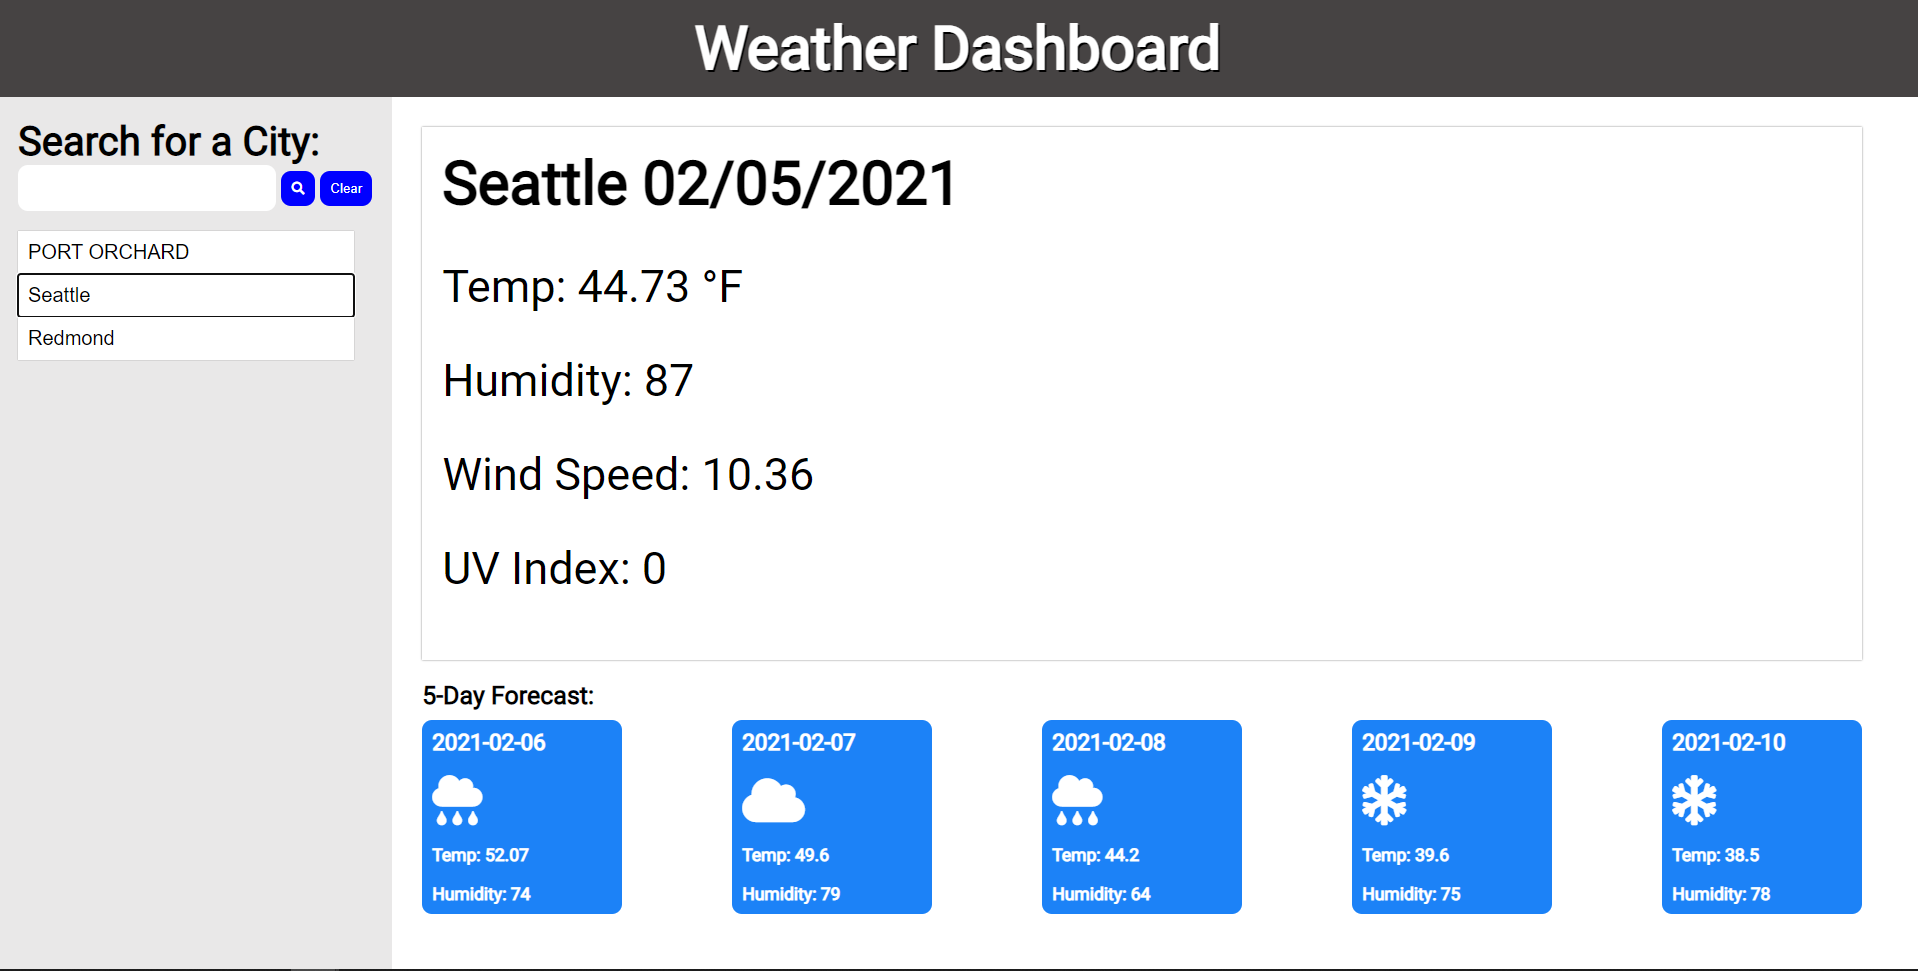 Weather Dashboard
Search for a City:
Clear
PORT ORCHARD
Seattle
Redmond
Seattle 02/05/2021
Temp: 44.73 °F
Humidity: 87
Wind Speed: 10.36
UV Index: 0
5-Day Forecast:
2021-02-06
Temp: 52.07
Humidity: 74
2021-02-07
Temp: 49.6
Humidity: 79
2021-02-08
Temp: 44.2
Humidity: 64
2021-02-09
Temp: 39.6
Humidity: 75
2021-02-10
Temp: 38.5
Humidity: 78